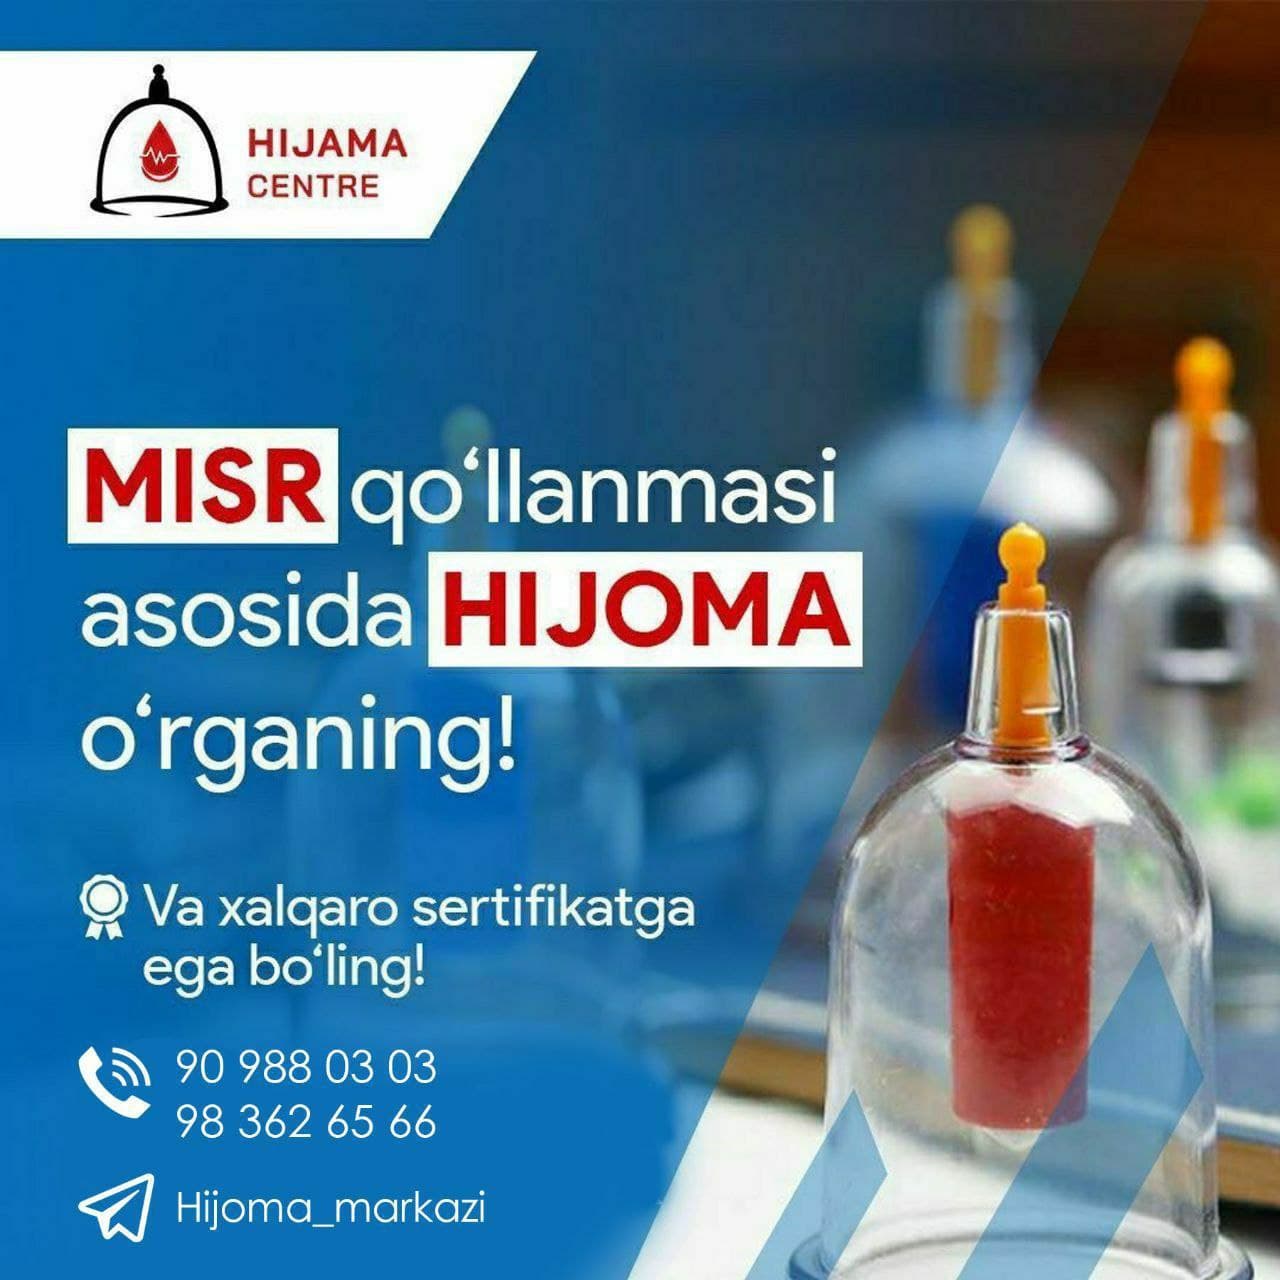 HIJAMA
CENTRE
MISR qo‘llanmasi
asosida HIJOMA
o‘rganing!
Va xalqaro sertifikatga
ega bo‘ling!
90 988 03 03
98 362 65 66
Hijoma_markazi